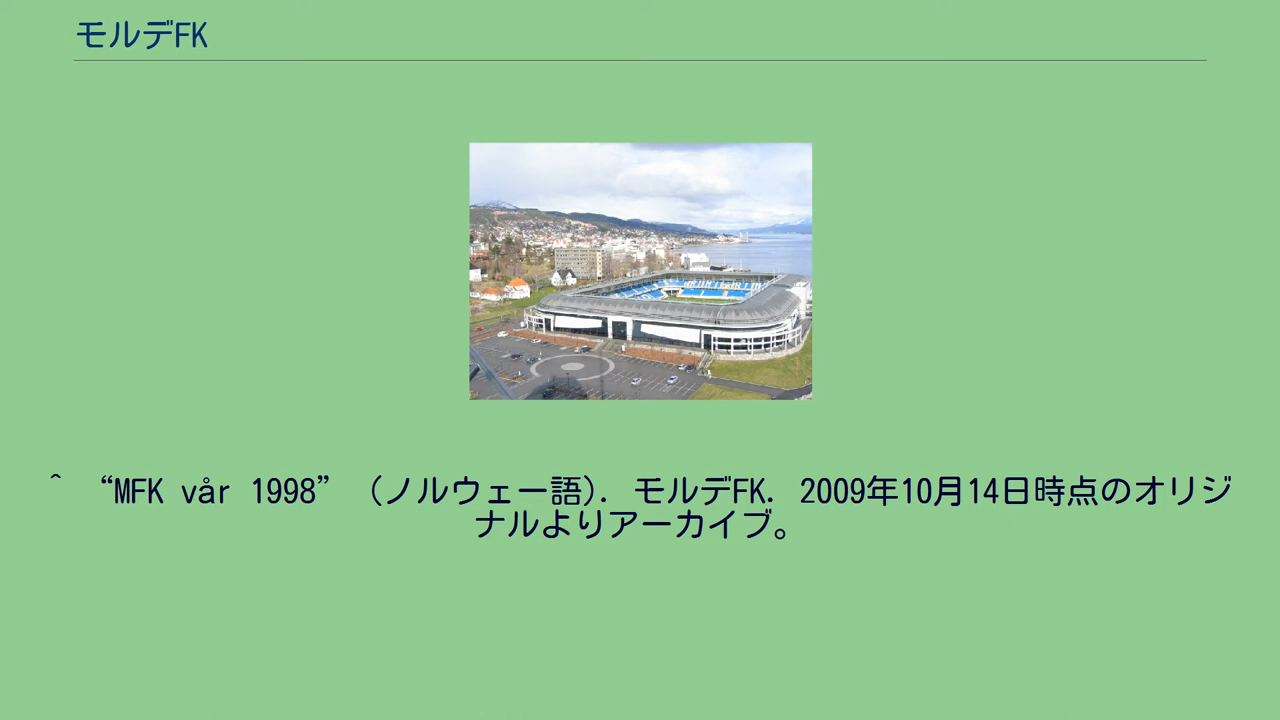 モルデFK
^ “MFK vår 1998” (ノルウェー語). モルデFK. 2009年10月14日時点のオリジ
ナルよりアーカイブ。